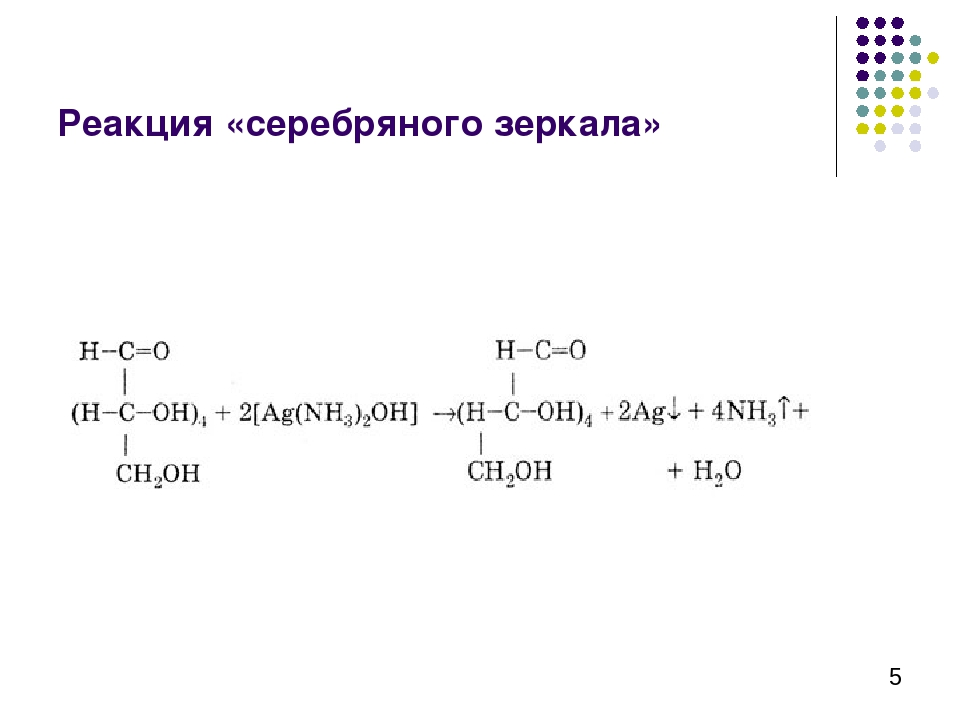 Реакция «серебряного зеркала»
H–C=O H–C=O
| |
(H–C–OH)₄ + 2[Ag(NH₃)₂OH] →(H–C–OH)₄ + 2Ag↓ + 4NH₃↑+
| |
CH₂OH CH₂OH + H₂O
5